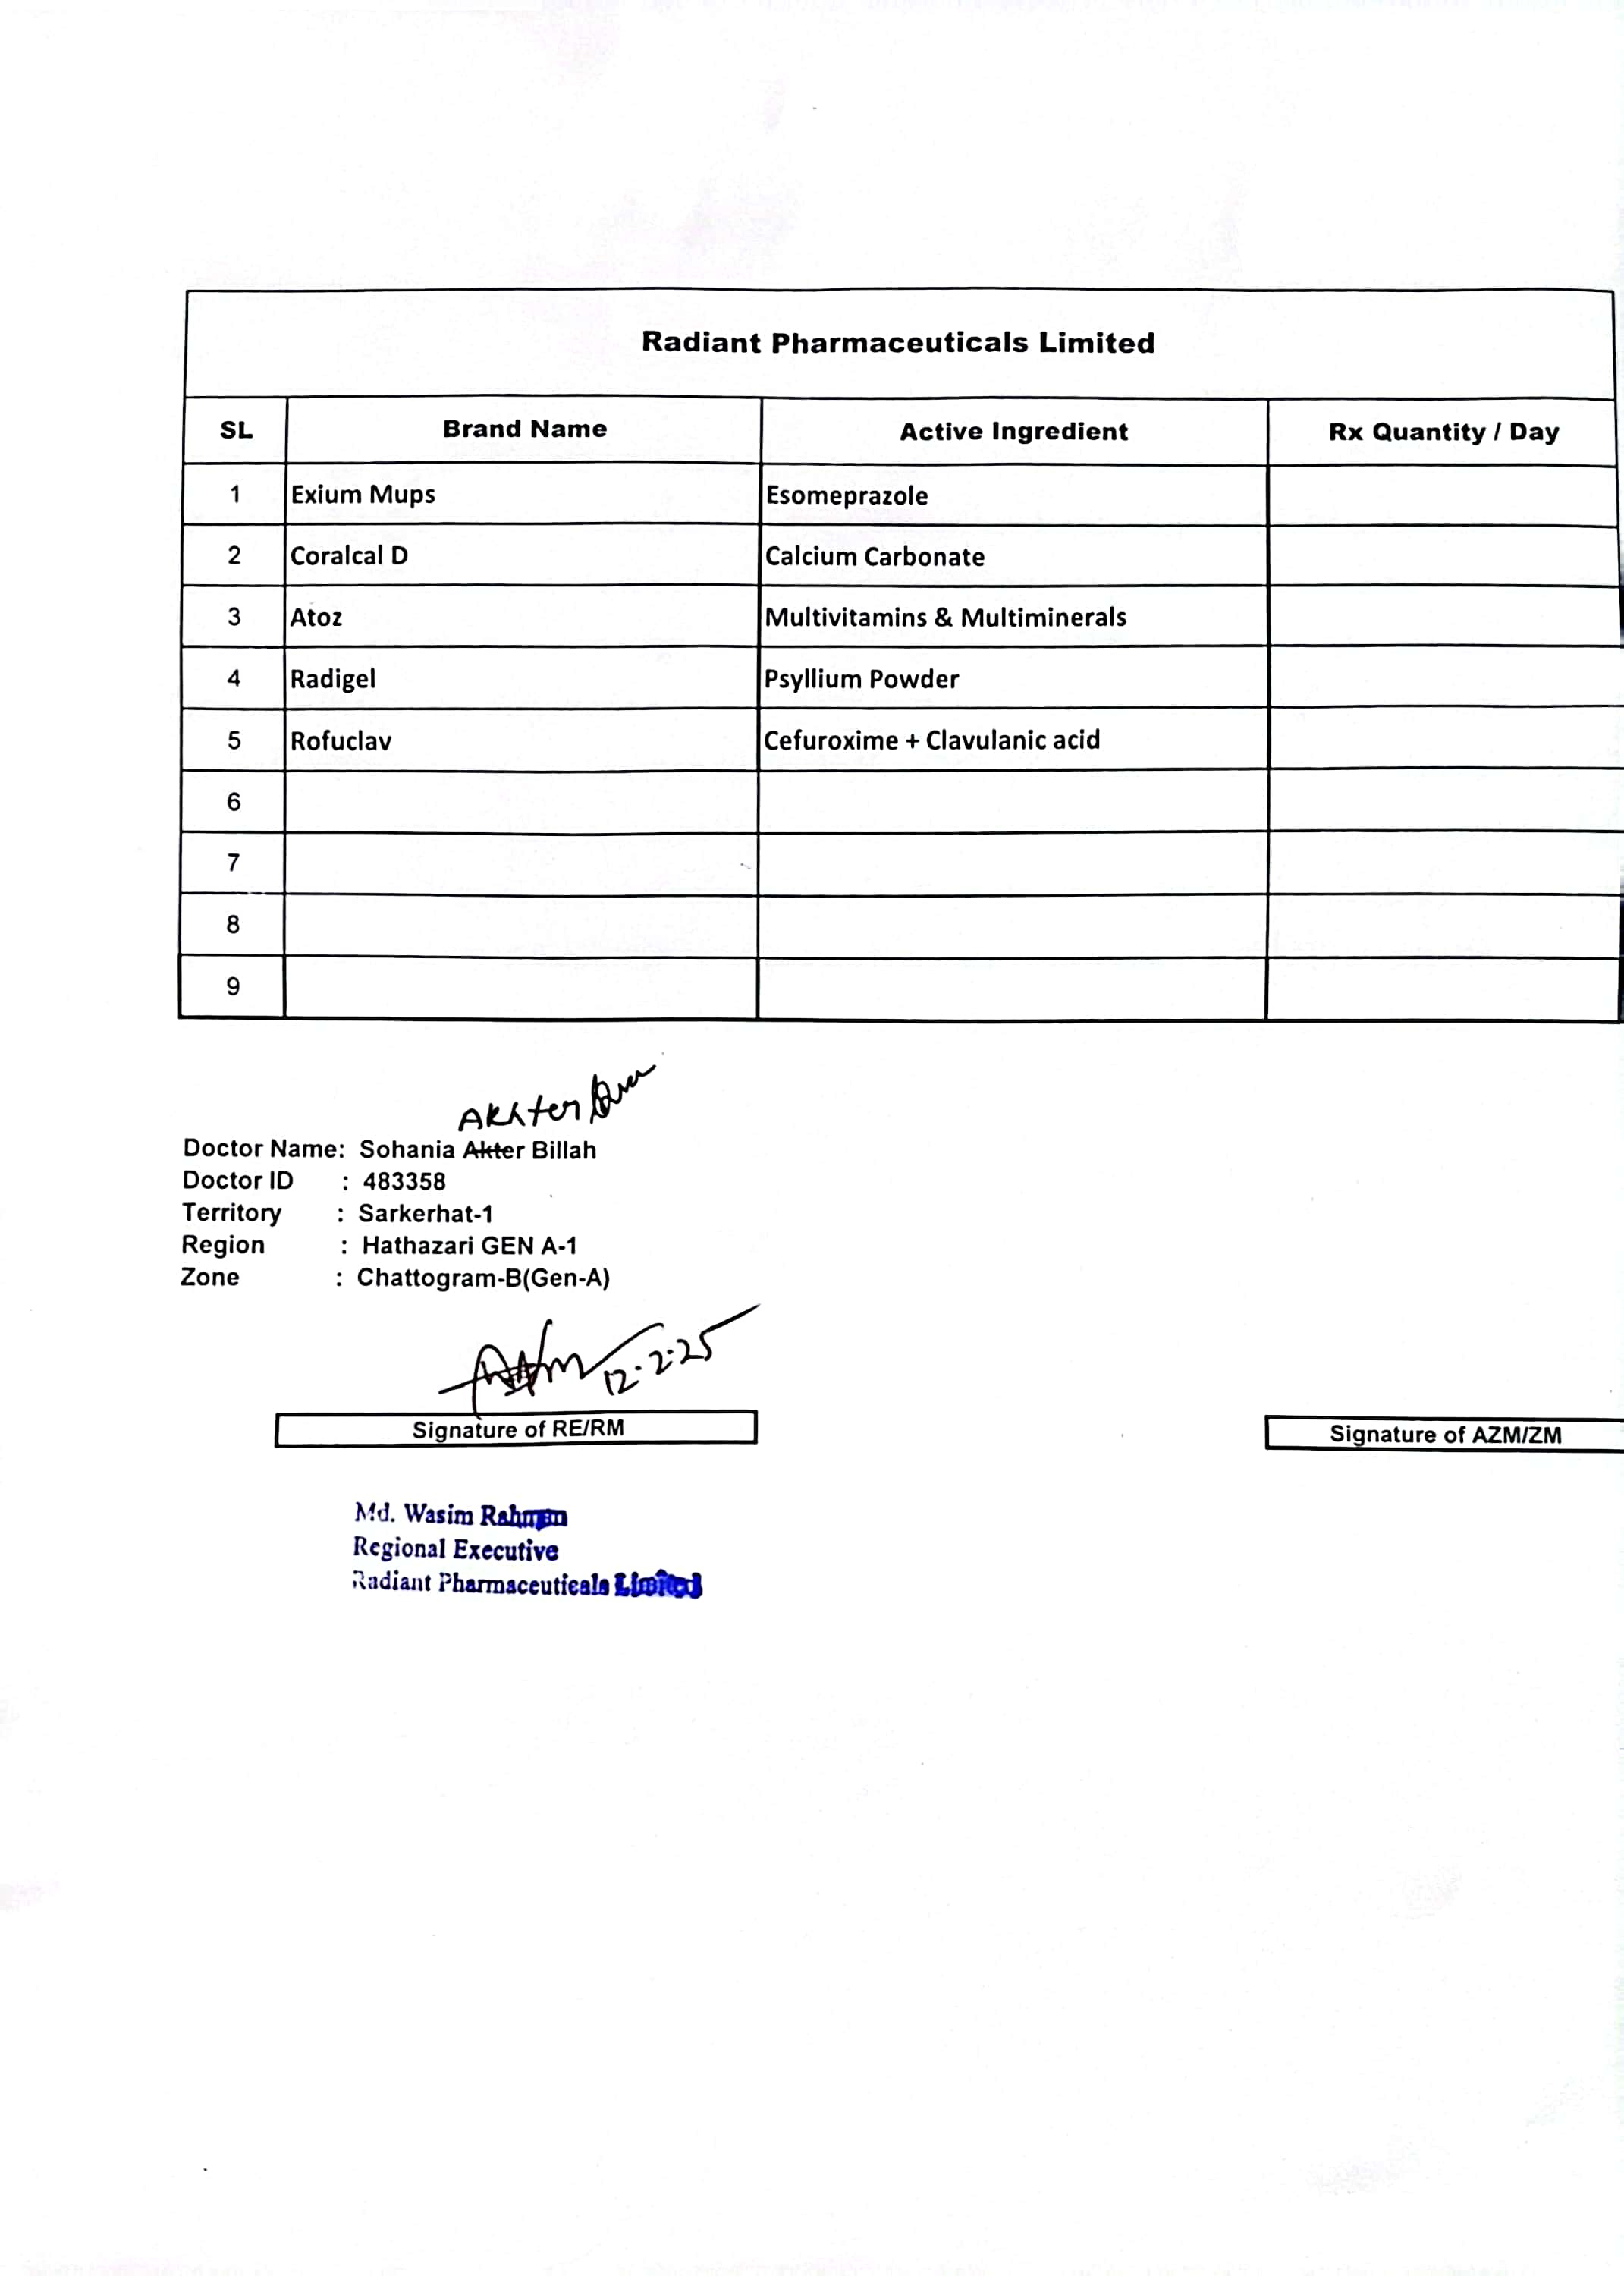 Radiant Pharmaceuticals Limited
SL Brand Name Active Ingredient Rx Quantity / Day
1 Exium Mups Esomeprazole
2 Coralcal D Calcium Carbonate
3 Atoz Multivitamins & Multiminerals
4 Radigel Psyllium Powder
5 Rofuclav Cefuroxime + Clavulanic acid
6
7
8
9
AKhter
Doctor Name: Sohania Akter Billah
Doctor ID : 483358
Territory : Sarkerhat-1
Region : Hathazari GEN A-1
Zone : Chattogram-B(Gen-A)
12.2.25
Signature of RE/RM Signature of AZM/ZM
Md. Wasim Rahman
Regional Executive
Radiant Pharmaceuticals Limited